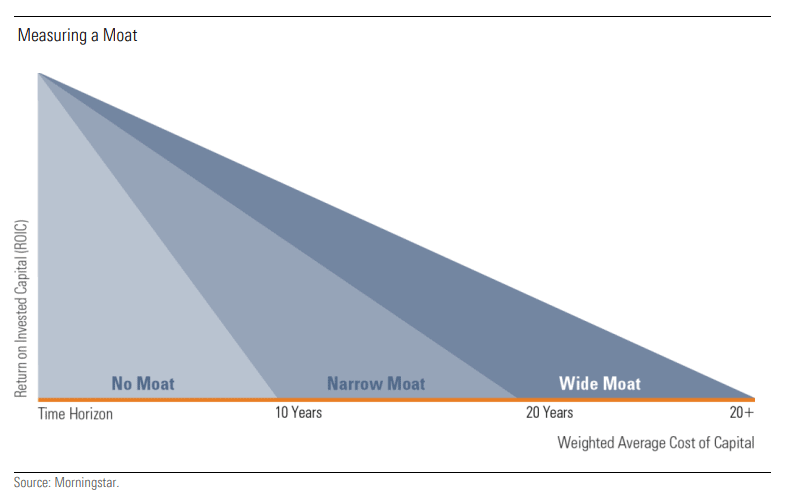 Measuring a Moat
Return on Invested Capital (ROIC)
No Moat
Narrow Moat
Wide Moat
Time Horizon
10 Years
20 Years
20+
Weighted Average Cost of Capital
Source: Morningstar.